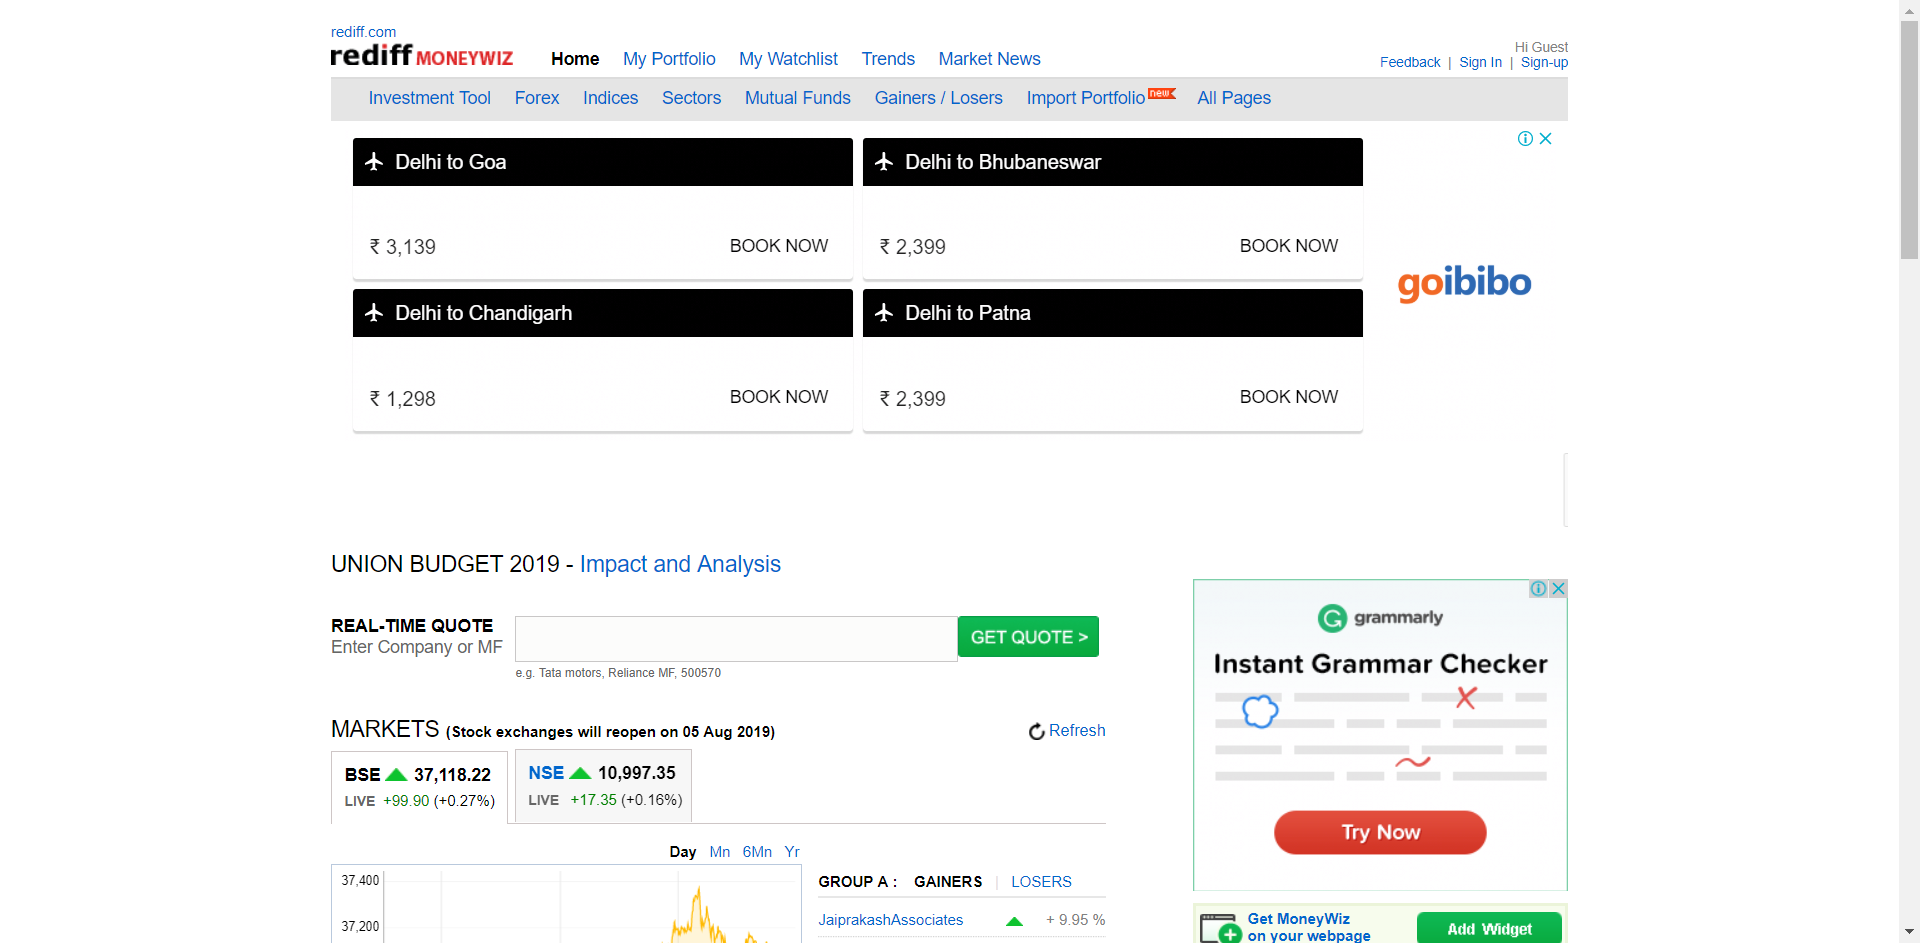 rediff.com
rediff MONEYWIZ
Home My Portfolio My Watchlist Trends Market News
Hi Guest
Feedback | Sign In | Sign-up
Investment Tool Forex Indices Sectors Mutual Funds Gainers / Losers Import Portfolio new All Pages
Delhi to Goa
₹ 3,139 BOOK NOW
Delhi to Bhubaneswar
₹ 2,399 BOOK NOW
Delhi to Chandigarh
₹ 1,298 BOOK NOW
Delhi to Patna
₹ 2,399 BOOK NOW
goibibo
UNION BUDGET 2019 - Impact and Analysis
REAL-TIME QUOTE
Enter Company or MF
GET QUOTE >
e.g. Tata motors, Reliance MF, 500570
MARKETS (Stock exchanges will reopen on 05 Aug 2019)
Refresh
BSE 37,118.22
LIVE +99.90 (+0.27%)
NSE 10,997.35
LIVE +17.35 (+0.16%)
Day Mn 6Mn Yr
37,400
37,200
GROUP A : GAINERS | LOSERS
JaiprakashAssociates + 9.95 %
grammarly
Instant Grammar Checker
Try Now
Get MoneyWiz
on your webpage
Add Widget